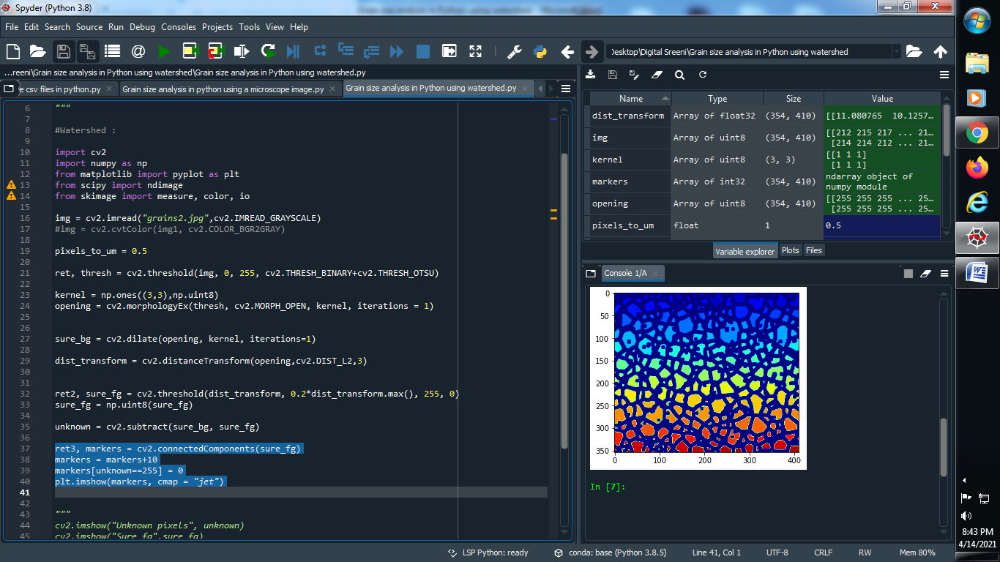 Spyder (Python 3.8)
File Edit Search Source Run Debug Consoles Projects Tools View Help
Desktop\Digital Sreeni\Grain size analysis in Python using watershed
...reeni\Grain size analysis in Python using watershed\Grain size analysis in Python using watershed.py
e csv files in python.py
Grain size analysis in python using a microscope image.py
Grain size analysis in Python using watershed.py
6 """
7
8 #Watershed :
9
10 import cv2
11 import numpy as np
12 from matplotlib import pyplot as plt
13 from scipy import ndimage
14 from skimage import measure, color, io
15
16 img = cv2.imread("grains2.jpg",cv2.IMREAD_GRAYSCALE)
17 #img = cv2.cvtColor(img1, cv2.COLOR_BGR2GRAY)
18
19 pixels_to_um = 0.5
20
21 ret, thresh = cv2.threshold(img, 0, 255, cv2.THRESH_BINARY+cv2.THRESH_OTSU)
22
23 kernel = np.ones((3,3),np.uint8)
24 opening = cv2.morphologyEx(thresh, cv2.MORPH_OPEN, kernel, iterations = 1)
25
26
27 sure_bg = cv2.dilate(opening, kernel, iterations=1)
28
29 dist_transform = cv2.distanceTransform(opening,cv2.DIST_L2,3)
30
31
32 ret2, sure_fg = cv2.threshold(dist_transform, 0.2*dist_transform.max(), 255, 0)
33 sure_fg = np.uint8(sure_fg)
34
35 unknown = cv2.subtract(sure_bg, sure_fg)
36
37 ret3, markers = cv2.connectedComponents(sure_fg)
38 markers = markers+10
39 markers[unknown==255] = 0
40 plt.imshow(markers, cmap = "jet")
41
42
43 """
44 cv2.imshow("Unknown pixels", unknown)
45 cv2.imshow("Sure fg",sure_fg)
Name Type Size Value
dist_transform Array of float32 (354, 410) [[11.080765 10.1257...
img Array of uint8 (354, 410) [[212 215 217 ... 21...
[214 214 212 ... 21...
kernel Array of uint8 (3, 3) [[1 1 1]
[1 1 1]
markers Array of int32 (354, 410) ndarray object of
numpy module
opening Array of uint8 (354, 410) [[255 255 255 ... 25...
[255 255 255 ... 25...
pixels_to_um float 1 0.5
Variable explorer Plots Files
Console 1/A
0
50
100
150
200
250
300
350
0 100 200 300 400
In [7]:
LSP Python: ready conda: base (Python 3.8.5) Line 41, Col 1 UTF-8 CRLF RW Mem 80%
8:43 PM
4/14/2021